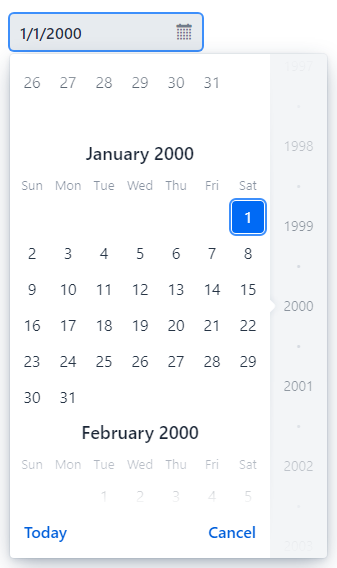 1/1/2000
26 27 28 29 30 31
January 2000
Sun Mon Tue Wed Thu Fri Sat
1
2 3 4 5 6 7 8
9 10 11 12 13 14 15
16 17 18 19 20 21 22
23 24 25 26 27 28 29
30 31
February 2000
Sun Mon Tue Wed Thu Fri Sat
1 2 3 4 5
Today Cancel
1997
1998
1999
2000
2001
2002
2003